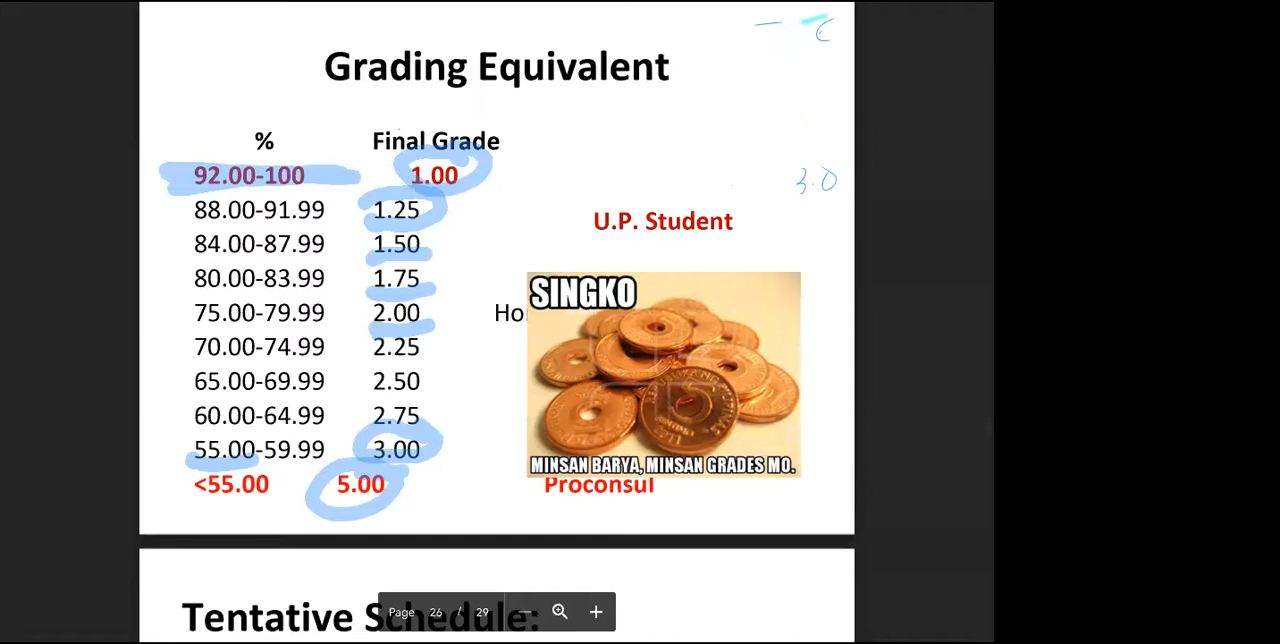 Grading Equivalent
% Final Grade
92.00-100 1.00
3.0
88.00-91.99 1.25
U.P. Student
84.00-87.99 1.50
80.00-83.99 1.75
SINGKO
75.00-79.99 2.00
70.00-74.99 2.25
65.00-69.99 2.50
60.00-64.99 2.75
55.00-59.99 3.00
MINSAN BARYA, MINSAN GRADES MO.
<55.00 5.00 Proconsul
Tentative Schedule:
Page 26 / 29